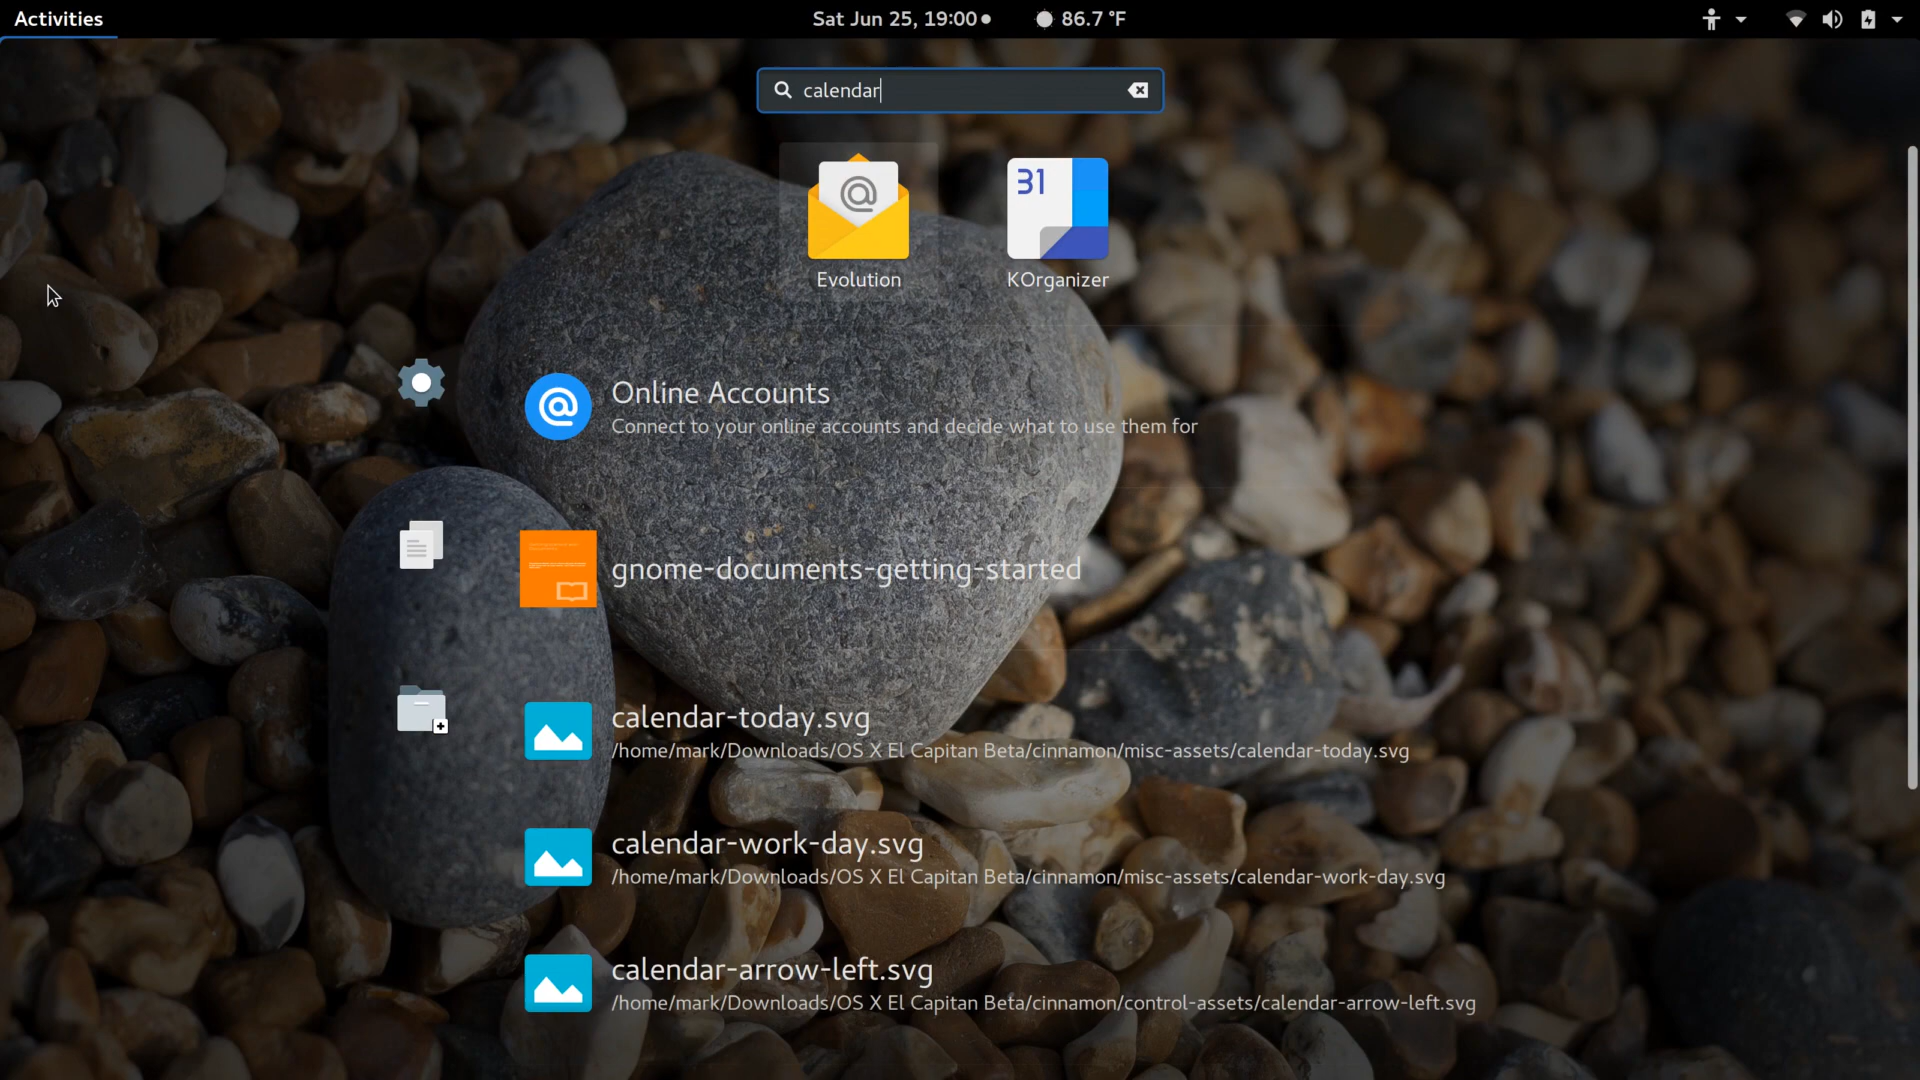 Activities
Sat Jun 25, 19:00
86.7 °F
calendar
31
@
Evolution
KOrganizer
@
Online Accounts
Connect to your online accounts and decide what to use them for
gnome-documents-getting-started
calendar-today.svg
/home/mark/Downloads/OS X El Capitan Beta/cinnamon/misc-assets/calendar-today.svg
calendar-work-day.svg
/home/mark/Downloads/OS X El Capitan Beta/cinnamon/misc-assets/calendar-work-day.svg
calendar-arrow-left.svg
/home/mark/Downloads/OS X El Capitan Beta/cinnamon/control-assets/calendar-arrow-left.svg